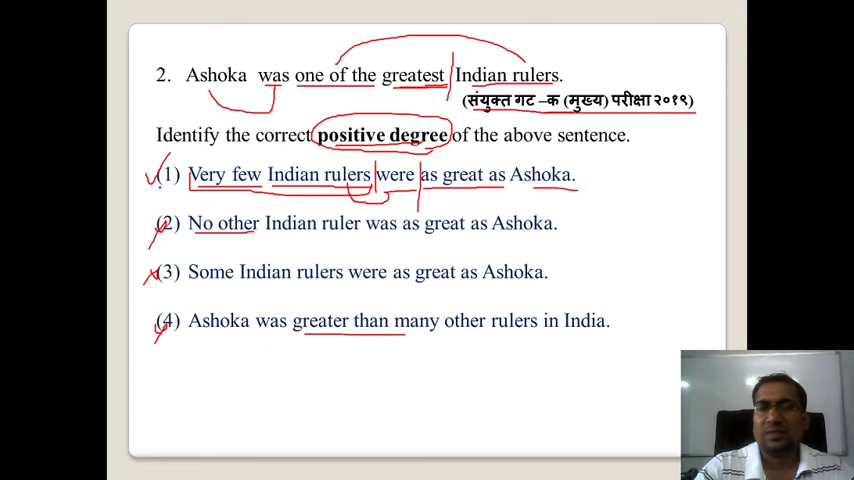 2. Ashoka was one of the greatest Indian rulers.
(संयुक्त गट –क (मुख्य) परीक्षा २०१९)
Identify the correct positive degree of the above sentence.
(1) Very few Indian rulers were as great as Ashoka.
(2) No other Indian ruler was as great as Ashoka.
(3) Some Indian rulers were as great as Ashoka.
(4) Ashoka was greater than many other rulers in India.